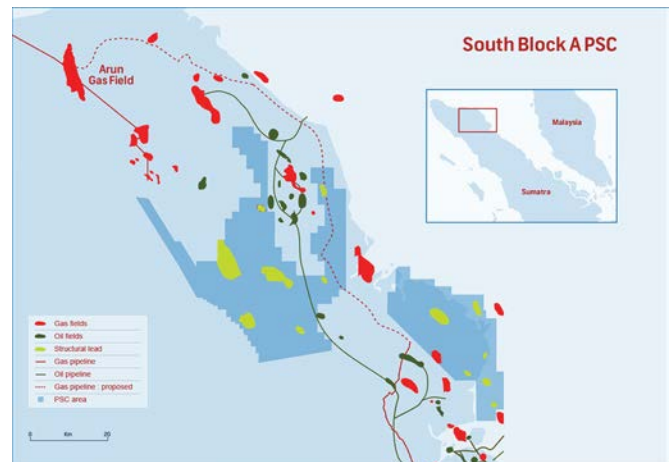 South Block A PSC
Arun
Gas Field
Malaysia
Sumatra
Gas fields
Oil fields
Structural lead
Gas pipeline
Oil pipeline
Gas pipeline : proposed
PSC area
0 Km 20